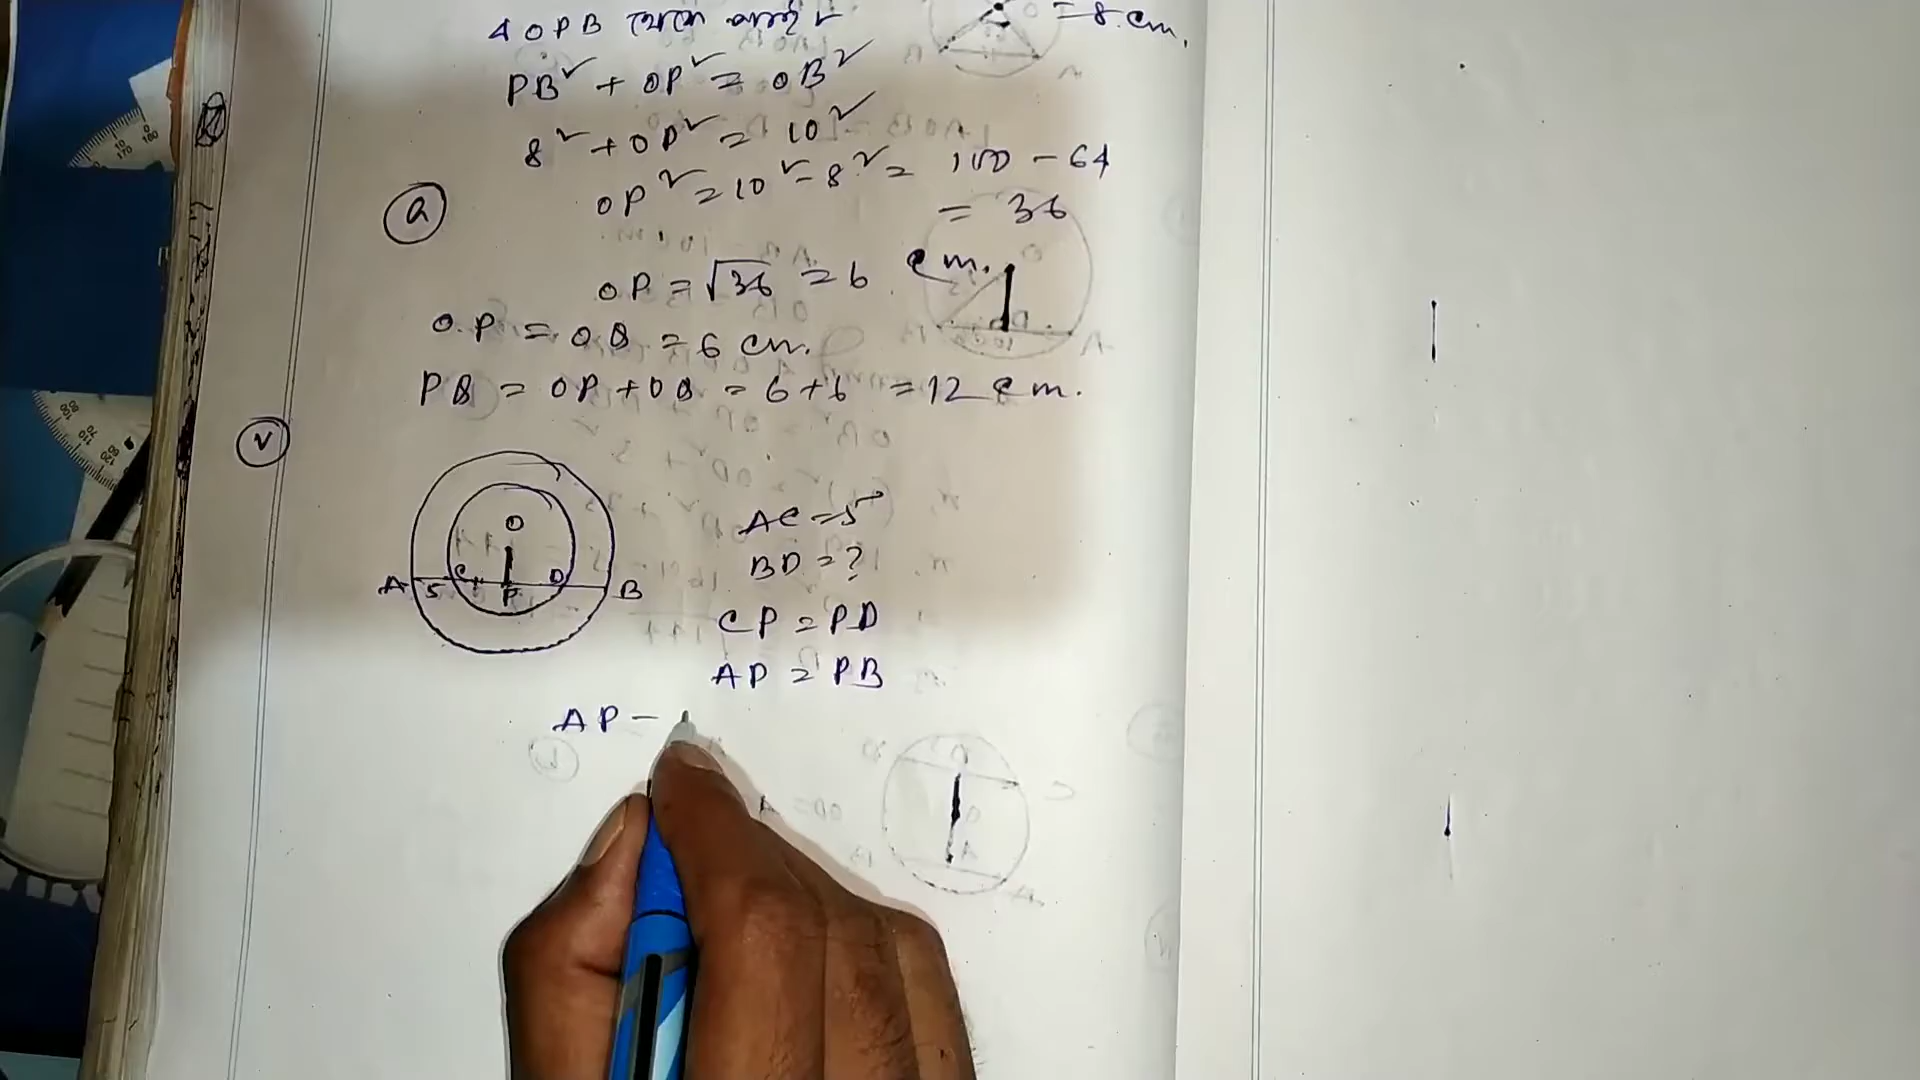 Δ OPB থেকে পাই
= 8 cm.
PB² + OP² = OB²
8² + OP² = 10²
OP² = 10² - 8² = 100 - 64
= 36
(a)
OP = √36 = 6 cm.
O.P = OQ = 6 cm.
PQ = OP + OQ = 6 + 6 = 12 cm.
(v)
O
A 5 C P D B
AC = 5
BD = ?
CP = PD
AP = PB
AP -